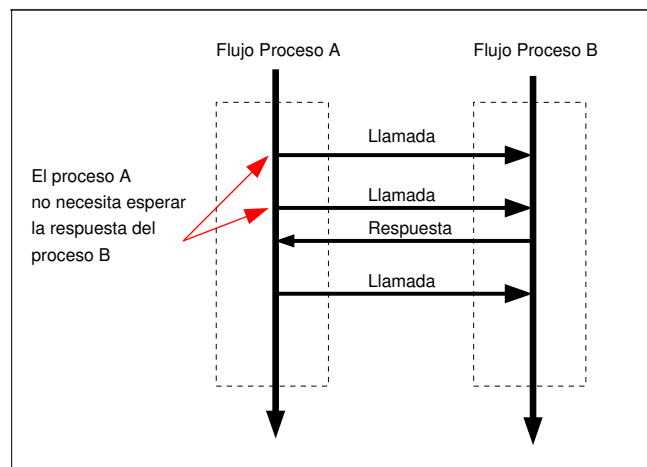 Flujo Proceso A
Flujo Proceso B
Llamada
El proceso A
no necesita esperar
la respuesta del
proceso B
Llamada
Respuesta
Llamada